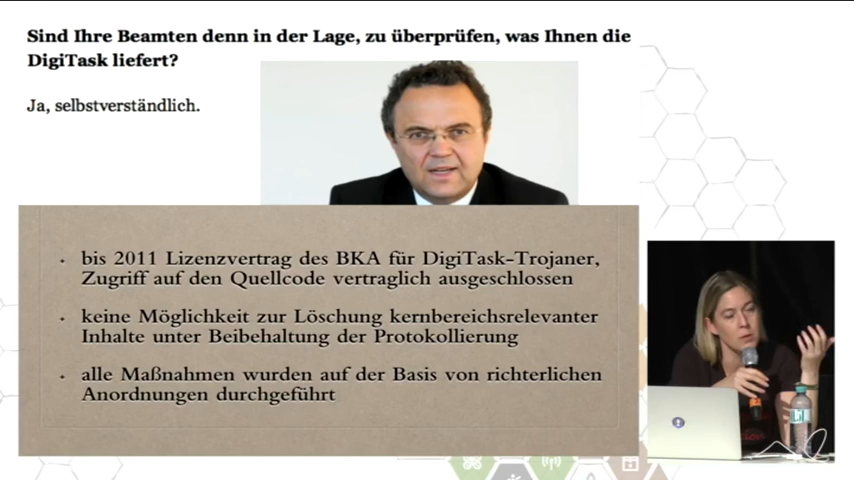 Sind Ihre Beamten denn in der Lage, zu überprüfen, was Ihnen die
DigiTask liefert?
Ja, selbstverständlich.
• bis 2011 Lizenzvertrag des BKA für DigiTask-Trojaner,
Zugriff auf den Quellcode vertraglich ausgeschlossen
• keine Möglichkeit zur Löschung kernbereichsrelevanter
Inhalte unter Beibehaltung der Protokollierung
• alle Maßnahmen wurden auf der Basis von richterlichen
Anordnungen durchgeführt